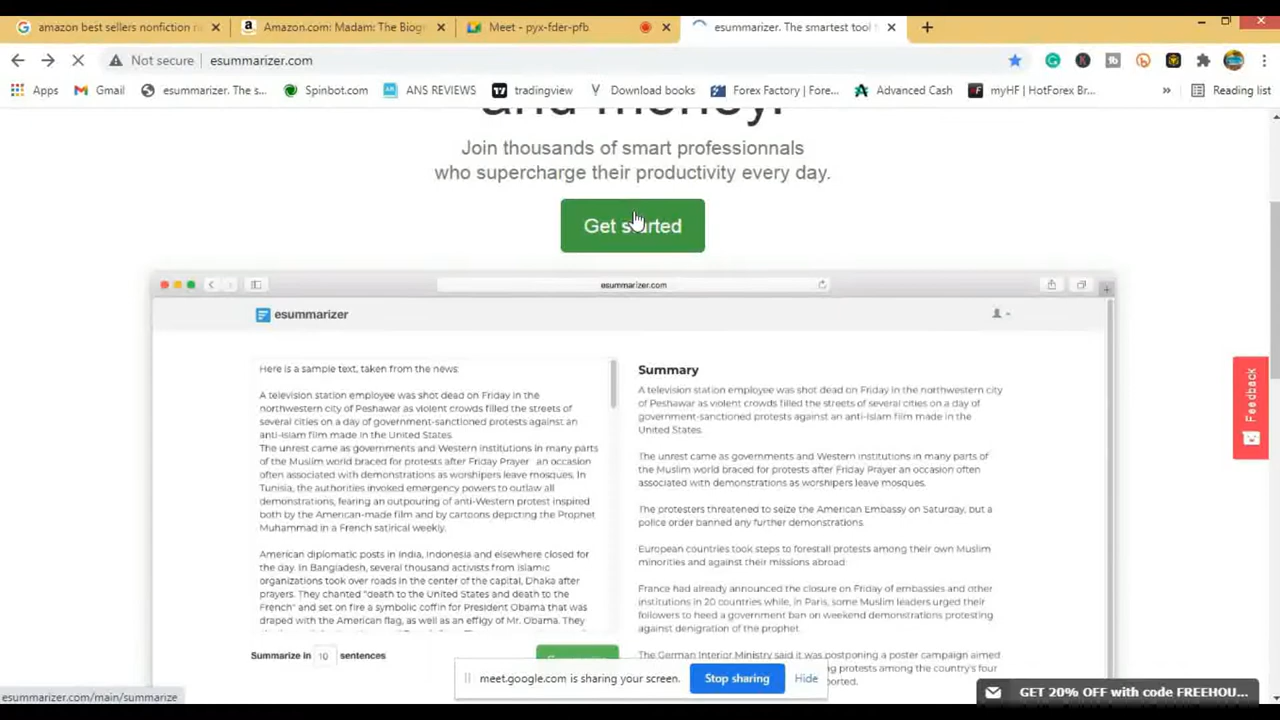 amazon best sellers nonfiction n
Amazon.com: Madam: The Biog
Meet - pyx-fder-pfb
esummarizer. The smartest tool f
Not secure
esummarizer.com
Apps
Gmail
esummarizer. The s...
Spinbot.com
ANS REVIEWS
tradingview
Download books
Forex Factory | Fore...
Advanced Cash
myHF | HotForex Br...
»
Reading list
and money.
Join thousands of smart professionals
who supercharge their productivity every day.
Get started
esummarizer.com
esummarizer
Here is a sample text, taken from the news:
A television station employee was shot dead on Friday in the
northwestern city of Peshawar as violent crowds filled the streets of
several cities on a day of government-sanctioned protests against an
anti-Islam film made in the United States.
The unrest came as governments and Western institutions in many parts
of the Muslim world braced for protests after Friday Prayer an occasion
often associated with demonstrations as worshipers leave mosques. In
Tunisia, the authorities invoked emergency powers to outlaw all
demonstrations, fearing an outpouring of anti-Western protest inspired
both by the American-made film and by cartoons depicting the Prophet
Muhammad in a French satirical weekly.
American diplomatic posts in India, Indonesia and elsewhere closed for
the day. In Bangladesh, several thousand activists from Islamic
organizations took over roads in the center of the capital, Dhaka after
prayers. They chanted "death to the United States and death to the
French" and set on fire a symbolic coffin for President Obama that was
draped with the American flag, as well as an effigy of Mr. Obama. They
Summarize in 10 sentences
Summary
A television station employee was shot dead on Friday in the northwestern city
of Peshawar as violent crowds filled the streets of several cities on a day of
government-sanctioned protests against an anti-Islam film made in the
United States.
The unrest came as governments and Western institutions in many parts of
the Muslim world braced for protests after Friday Prayer an occasion often
associated with demonstrations as worshipers leave mosques.
The protesters threatened to seize the American Embassy on Saturday, but a
police order banned any further demonstrations.
European countries took steps to forestall protests among their own Muslim
minorities and against their missions abroad
France had already announced the closure on Friday of embassies and other
institutions in 20 countries while, in Paris, some Muslim leaders urged their
followers to heed a government ban on weekend demonstrations protesting
against denigration of the prophet.
The German Interior Ministry said it was postponing a poster campaign aimed
protests among the country's four
Feedback
meet.google.com is sharing your screen.
Stop sharing
Hide
esummarizer.com/main/summarize
GET 20% OFF with code FREEHOU...